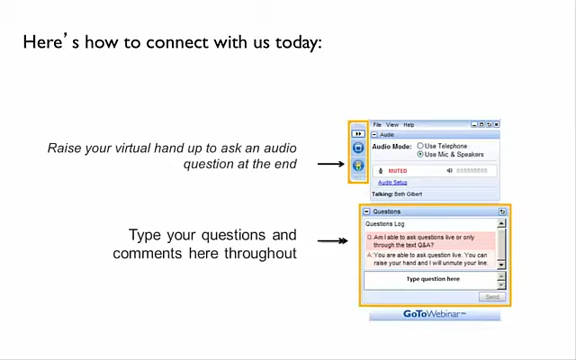 Here's how to connect with us today:
Raise your virtual hand up to ask an audio
question at the end
Type your questions and
comments here throughout
File View Help
Audio
Audio Mode: Use Telephone
Use Mic & Speakers
MUTED
Audio Setup
Talking: Beth Gilbert
Questions
Questions Log
Q: Am I able to ask questions live or only
through the text Q&A?
A: You are able to ask question live. You can
raise your hand and I will unmute your line.
Type question here
Send
GoToWebinar